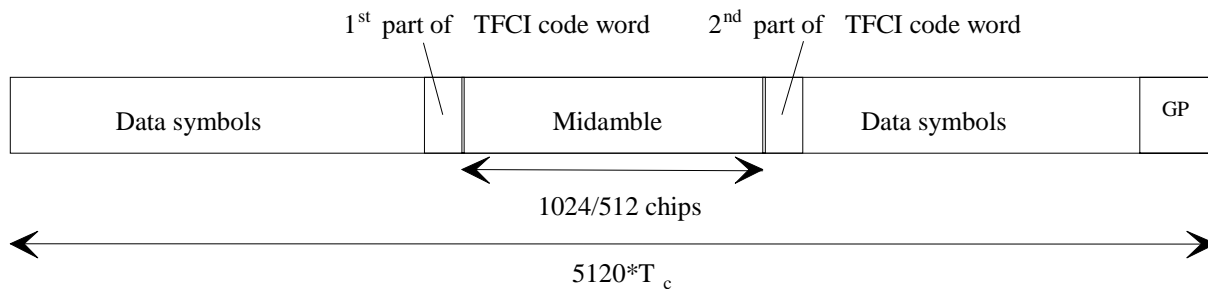 1st part of TFCI code word
2nd part of TFCI code word
Data symbols
Midamble
Data symbols
GP
1024/512 chips
5120*Tc